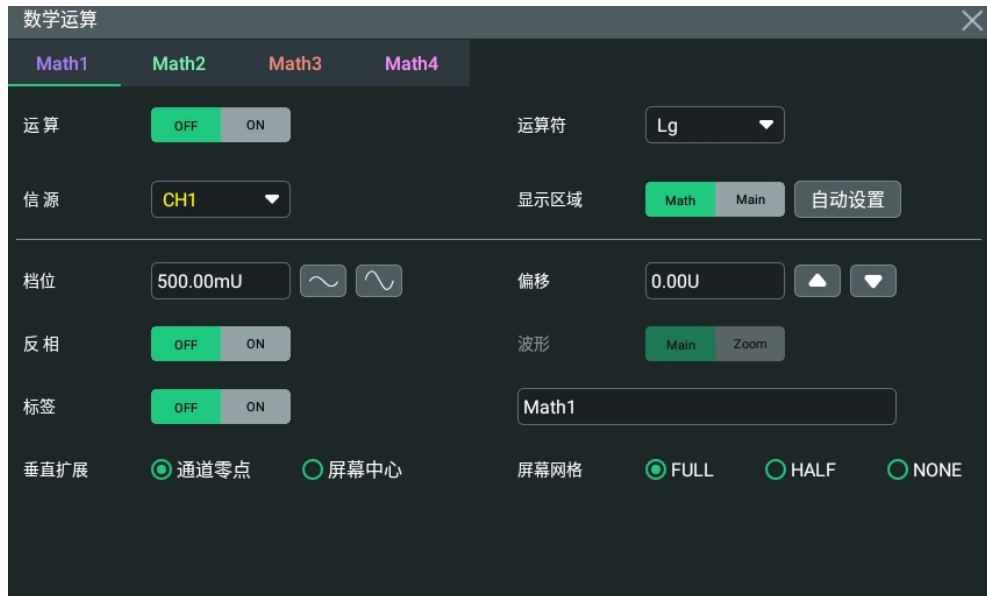 数学运算
Math1 Math2 Math3 Math4
运算 OFF ON 运算符 Lg
信源 CH1 显示区域 Math Main 自动设置
档位 500.00mU 偏移 0.00U
反相 OFF ON 波形 Main Zoom
标签 OFF ON Math1
垂直扩展 通道零点 屏幕中心 屏幕网格 FULL HALF NONE